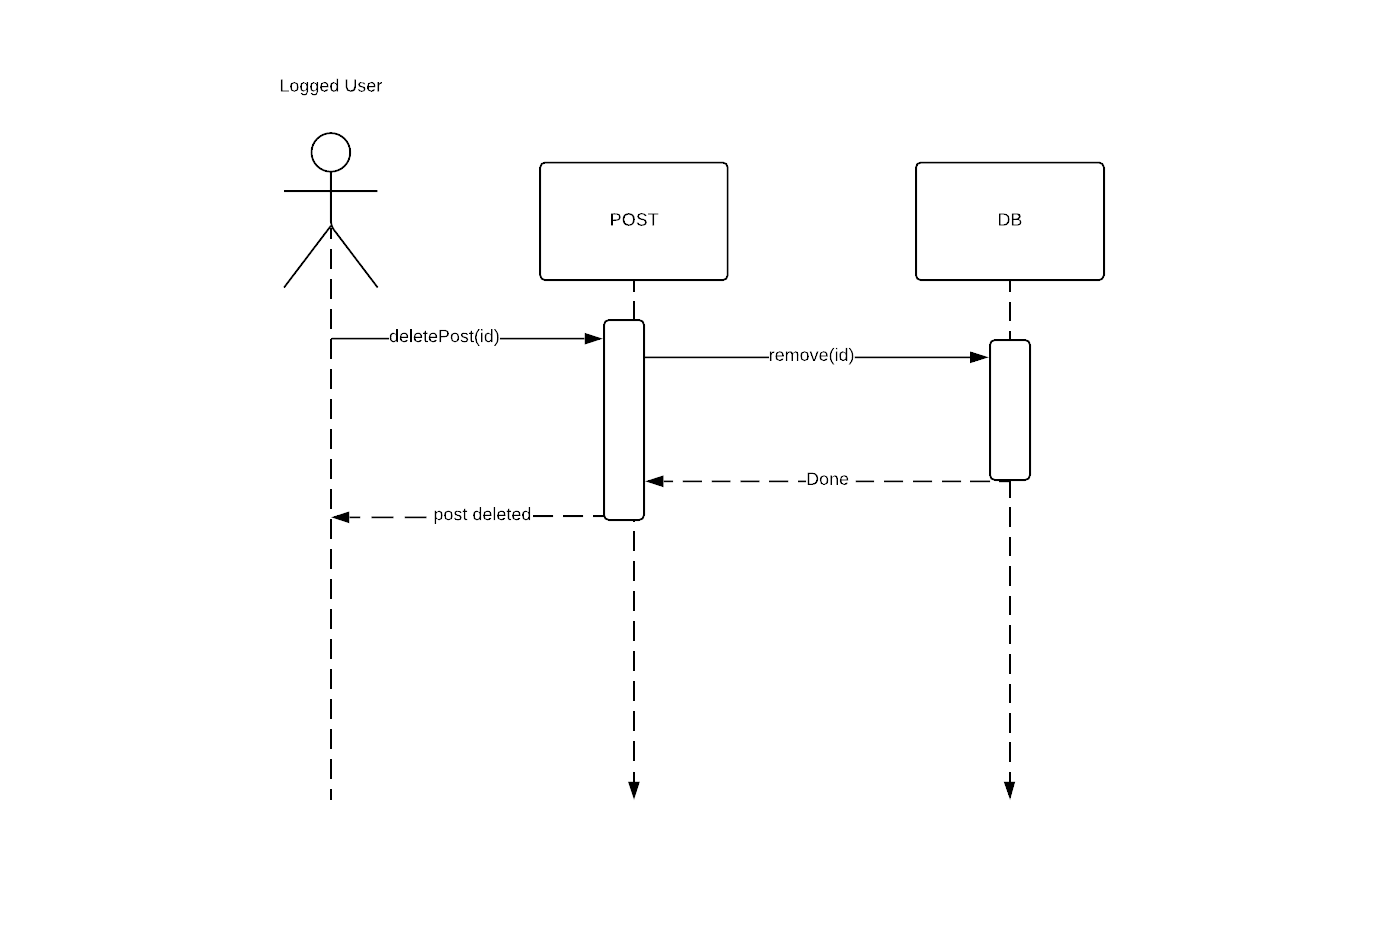 Logged User
POST
DB
deletePost(id)
remove(id)
Done
post deleted